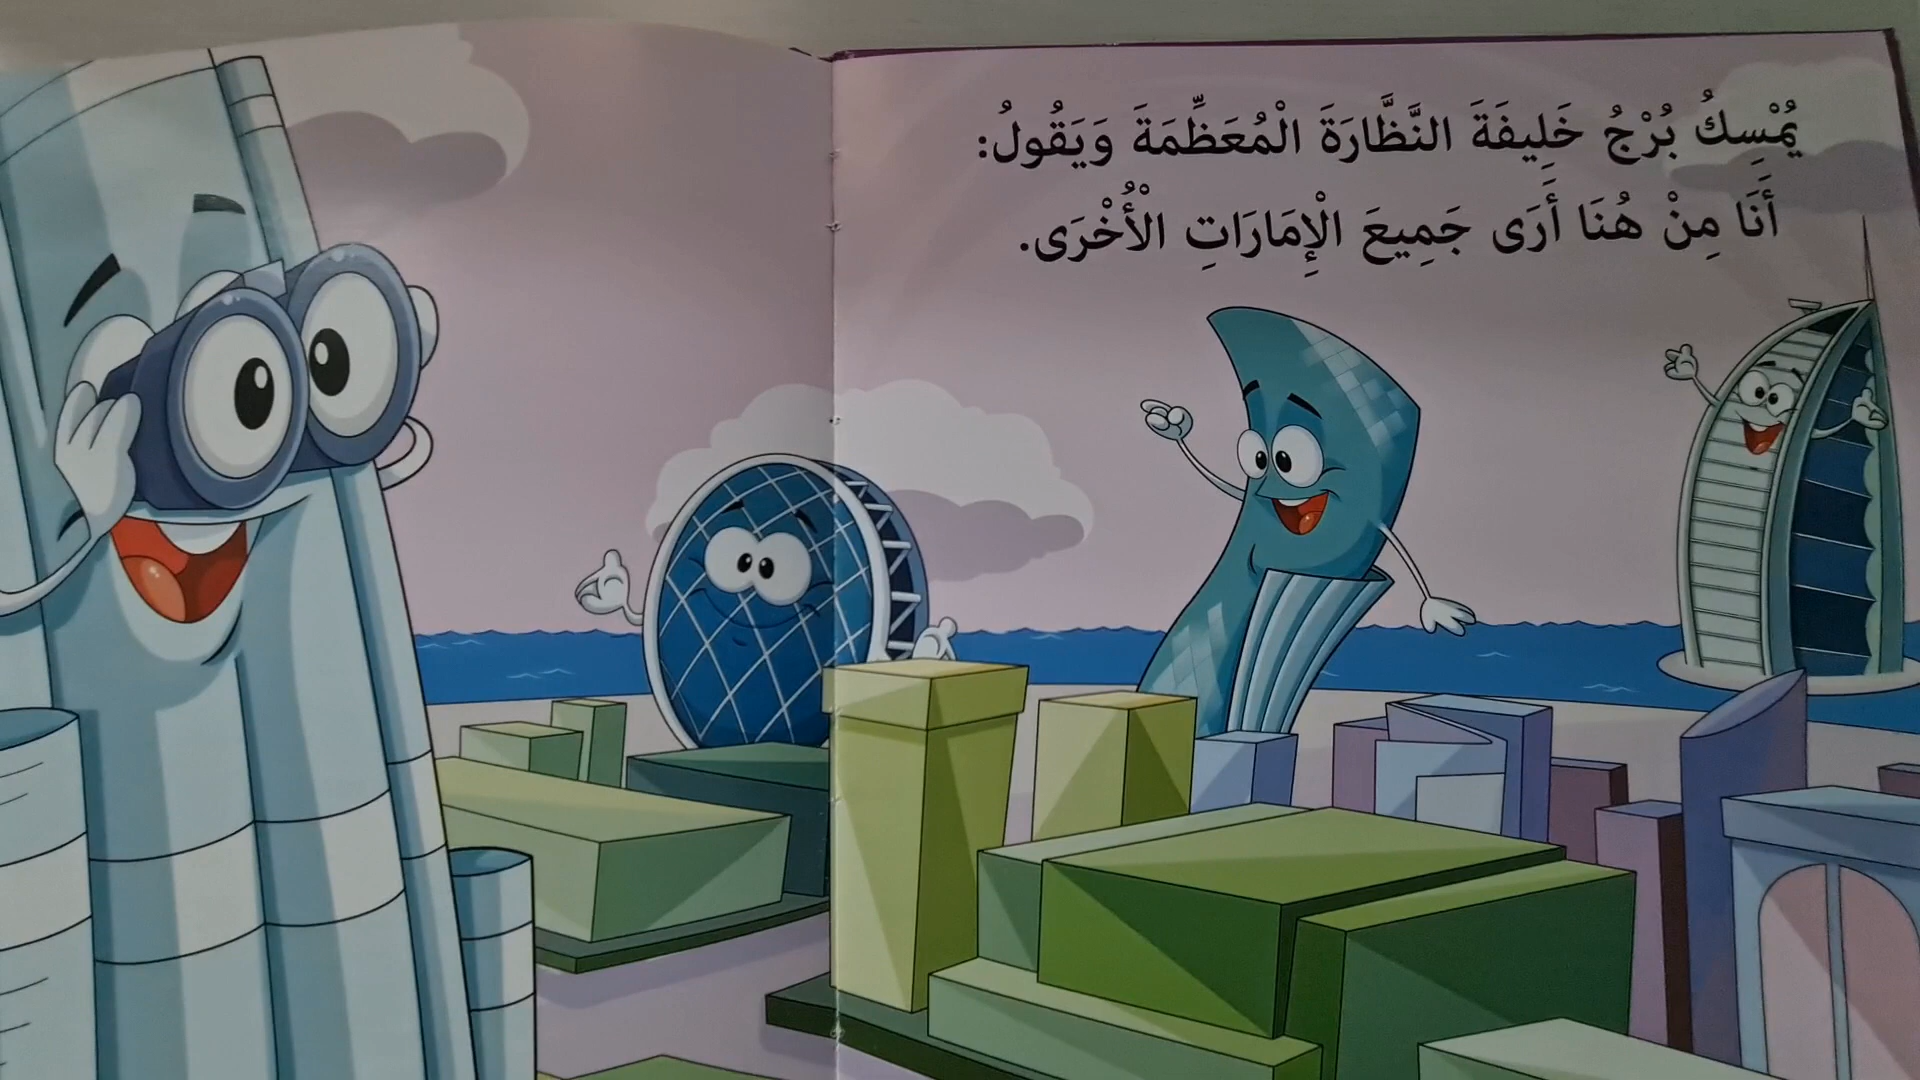 يُمْسِكُ بُرْجُ خَلِيفَةَ النَّظَّارَةَ الْمُعَظِّمَةَ وَيَقُولُ:
أَنَا مِنْ هُنَا أَرَى جَمِيعَ الْإِمَارَاتِ الْأُخْرَى.